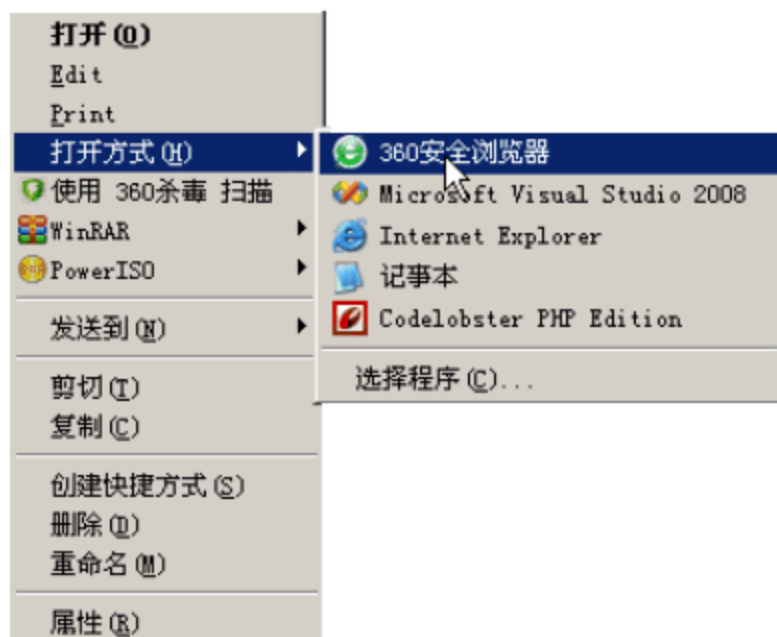 打开(O)
Edit
Print
打开方式(H)
使用 360杀毒 扫描
WinRAR
PowerISO
发送到(N)
剪切(T)
复制(C)
创建快捷方式(S)
删除(D)
重命名(M)
属性(R)
360安全浏览器
Microsoft Visual Studio 2008
Internet Explorer
记事本
Codelobster PHP Edition
选择程序(C)...